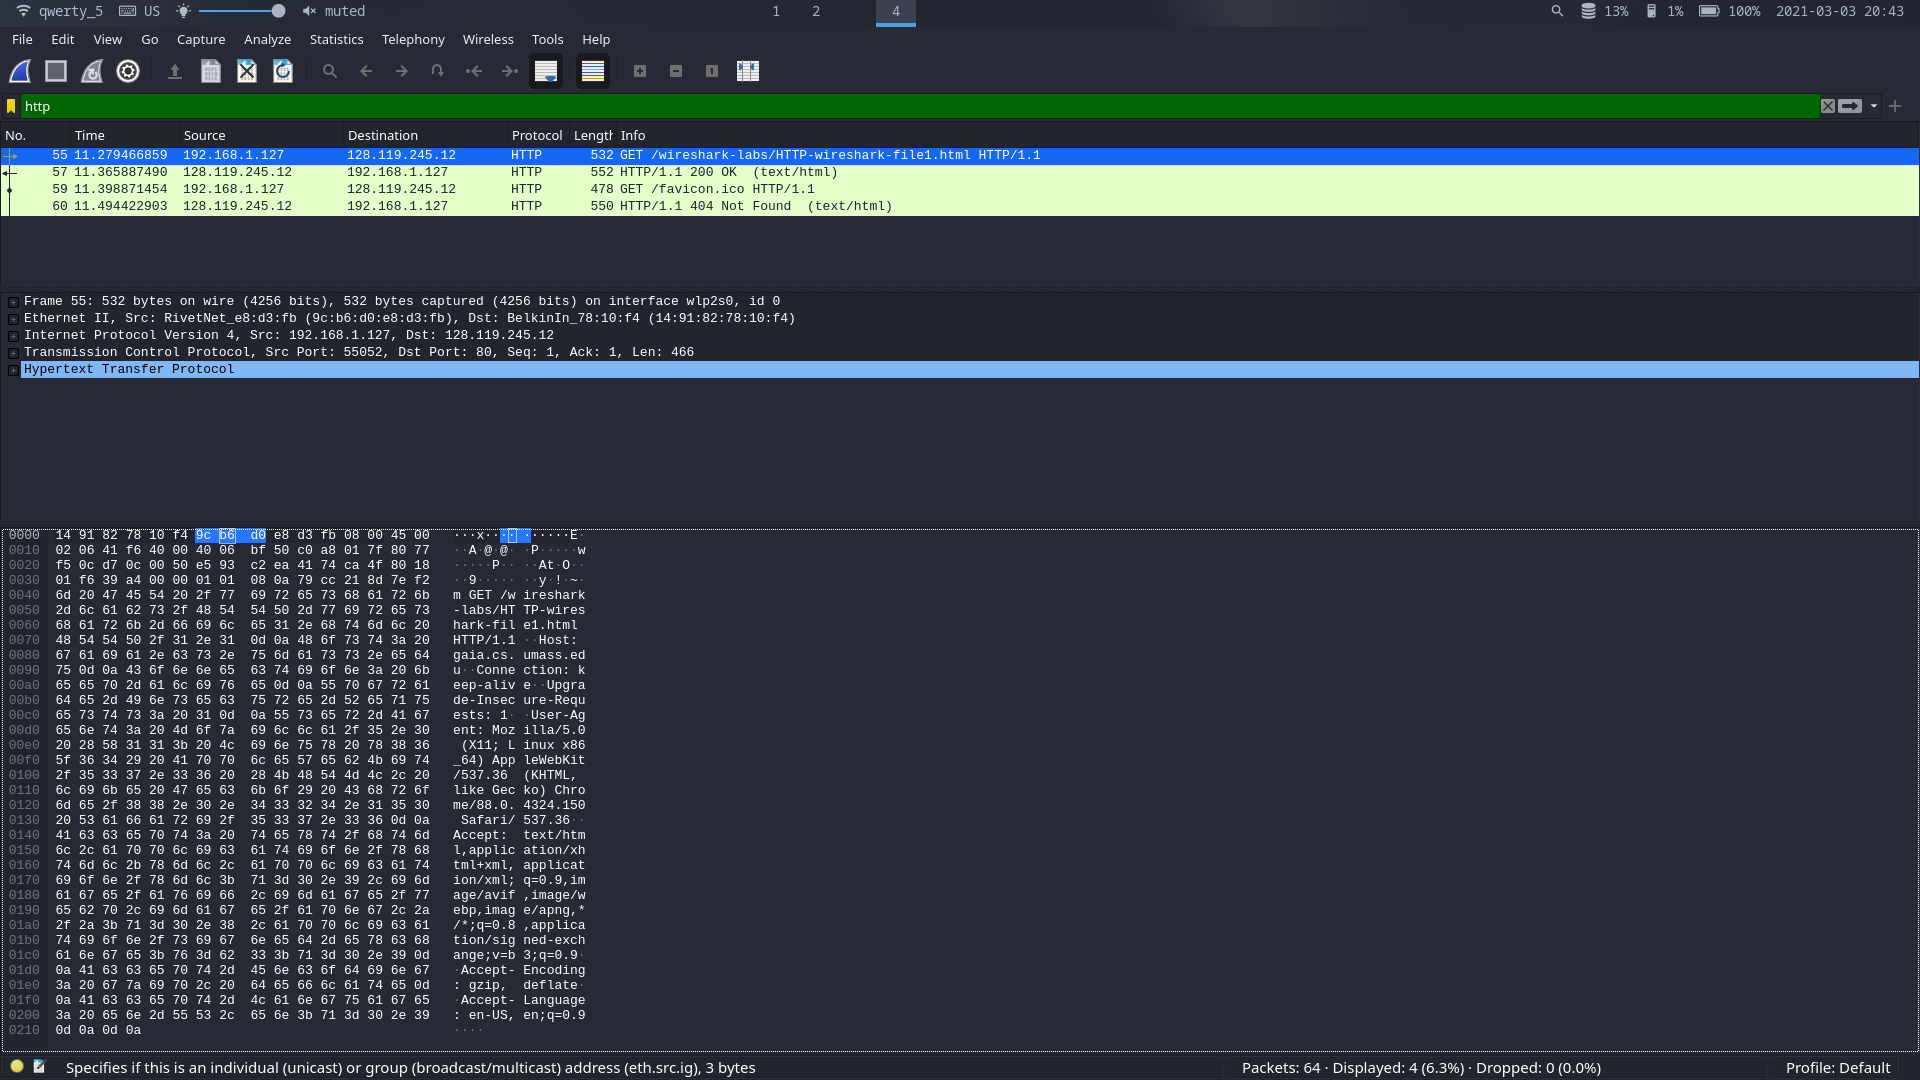 qwerty_5 US muted 1 2 4 13% 1% 100% 2021-03-03 20:43
File Edit View Go Capture Analyze Statistics Telephony Wireless Tools Help
http
No. Time Source Destination Protocol Length Info
55 11.279466859 192.168.1.127 128.119.245.12 HTTP 532 GET /wireshark-labs/HTTP-wireshark-file1.html HTTP/1.1
57 11.365887490 128.119.245.12 192.168.1.127 HTTP 552 HTTP/1.1 200 OK  (text/html)
59 11.398871454 192.168.1.127 128.119.245.12 HTTP 478 GET /favicon.ico HTTP/1.1
60 11.494422903 128.119.245.12 192.168.1.127 HTTP 550 HTTP/1.1 404 Not Found  (text/html)
Frame 55: 532 bytes on wire (4256 bits), 532 bytes captured (4256 bits) on interface wlp2s0, id 0
Ethernet II, Src: RivetNet_e8:d3:fb (9c:b6:d0:e8:d3:fb), Dst: BelkinIn_78:10:f4 (14:91:82:78:10:f4)
Internet Protocol Version 4, Src: 192.168.1.127, Dst: 128.119.245.12
Transmission Control Protocol, Src Port: 55052, Dst Port: 80, Seq: 1, Ack: 1, Len: 466
Hypertext Transfer Protocol
0000 14 91 82 78 10 f4 9c b6 d0 e8 d3 fb 08 00 45 00 ···x·· ·· ······E·
0010 02 06 41 f6 40 00 40 06 bf 50 c0 a8 01 7f 80 77 ··A·@·@· ·P·····w
0020 f5 0c d7 0c 00 50 e5 93 c2 ea 41 74 ca 4f 80 18 ·····P·· ··At·O··
0030 01 f6 39 a4 00 00 01 01 08 0a 79 cc 21 8d 7e f2 ··9····· ··y·!·~·
0040 6d 20 47 45 54 20 2f 77 69 72 65 73 68 61 72 6b m GET /w ireshark
0050 2d 6c 61 62 73 2f 48 54 54 50 2d 77 69 72 65 73 -labs/HT TP-wires
0060 68 61 72 6b 2d 66 69 6c 65 31 2e 68 74 6d 6c 20 hark-fil e1.html
0070 48 54 54 50 2f 31 2e 31 0d 0a 48 6f 73 74 3a 20 HTTP/1.1 ··Host:
0080 67 61 69 61 2e 63 73 2e 75 6d 61 73 73 2e 65 64 gaia.cs. umass.ed
0090 75 0d 0a 43 6f 6e 6e 65 63 74 69 6f 6e 3a 20 6b u··Conne ction: k
00a0 65 65 70 2d 61 6c 69 76 65 0d 0a 55 70 67 72 61 eep-aliv e··Upgra
00b0 64 65 2d 49 6e 73 65 63 75 72 65 2d 52 65 71 75 de-Insec ure-Requ
00c0 65 73 74 73 3a 20 31 0d 0a 55 73 65 72 2d 41 67 ests: 1· ·User-Ag
00d0 65 6e 74 3a 20 4d 6f 7a 69 6c 6c 61 2f 35 2e 30 ent: Moz illa/5.0
00e0 20 28 58 31 31 3b 20 4c 69 6e 75 78 20 78 38 36 (X11; L inux x86
00f0 5f 36 34 29 20 41 70 70 6c 65 57 65 62 4b 69 74 _64) App leWebKit
0100 2f 35 33 37 2e 33 36 20 28 4b 48 54 4d 4c 2c 20 /537.36 (KHTML,
0110 6c 69 6b 65 20 47 65 63 6b 6f 29 20 43 68 72 6f like Gec ko) Chro
0120 6d 65 2f 38 38 2e 30 2e 34 33 32 34 2e 31 35 30 me/88.0. 4324.150
0130 20 53 61 66 61 72 69 2f 35 33 37 2e 33 36 0d 0a Safari/ 537.36··
0140 41 63 63 65 70 74 3a 20 74 65 78 74 2f 68 74 6d Accept: text/htm
0150 6c 2c 61 70 70 6c 69 63 61 74 69 6f 6e 2f 78 68 l,applic ation/xh
0160 74 6d 6c 2b 78 6d 6c 2c 61 70 70 6c 69 63 61 74 tml+xml, applicat
0170 69 6f 6e 2f 78 6d 6c 3b 71 3d 30 2e 39 2c 69 6d ion/xml; q=0.9,im
0180 61 67 65 2f 61 76 69 66 2c 69 6d 61 67 65 2f 77 age/avif ,image/w
0190 65 62 70 2c 69 6d 61 67 65 2f 61 70 6e 67 2c 2a ebp,imag e/apng,*
01a0 2f 2a 3b 71 3d 30 2e 38 2c 61 70 70 6c 69 63 61 /*;q=0.8 ,applica
01b0 74 69 6f 6e 2f 73 69 67 6e 65 64 2d 65 78 63 68 tion/sig ned-exch
01c0 61 6e 67 65 3b 76 3d 62 33 3b 71 3d 30 2e 39 0d ange;v=b 3;q=0.9·
01d0 0a 41 63 63 65 70 74 2d 45 6e 63 6f 64 69 6e 67 ·Accept- Encoding
01e0 3a 20 67 7a 69 70 2c 20 64 65 66 6c 61 74 65 0d : gzip, deflate·
01f0 0a 41 63 63 65 70 74 2d 4c 61 6e 67 75 61 67 65 ·Accept- Language
0200 3a 20 65 6e 2d 55 53 2c 65 6e 3b 71 3d 30 2e 39 : en-US, en;q=0.9
0210 0d 0a 0d 0a ····
Specifies if this is an individual (unicast) or group (broadcast/multicast) address (eth.src.ig), 3 bytes Packets: 64 · Displayed: 4 (6.3%) · Dropped: 0 (0.0%) Profile: Default